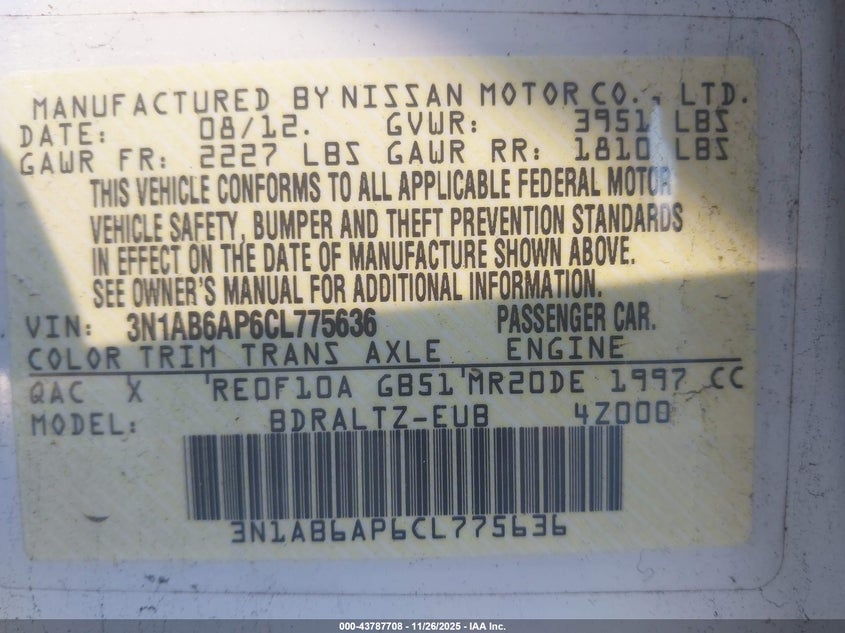 MANUFACTURED BY NISSAN MOTOR CO., LTD.
DATE: 08/12. GVWR: 3951 LBS
GAWR FR: 2227 LBS GAWR RR: 1810 LBS
THIS VEHICLE CONFORMS TO ALL APPLICABLE FEDERAL MOTOR
VEHICLE SAFETY, BUMPER AND THEFT PREVENTION STANDARDS
IN EFFECT ON THE DATE OF MANUFACTURE SHOWN ABOVE.
SEE OWNER'S MANUAL FOR ADDITIONAL INFORMATION.
VIN: 3N1AB6AP6CL775636 PASSENGER CAR.
COLOR TRIM TRANS AXLE ENGINE
QAC X RE0F10A GB51 MR20DE 1997 CC
MODEL: BDRALTZ-EUB 4Z000
3N1AB6AP6CL775636
000-43787708 - 11/26/2025 - IAA Inc.